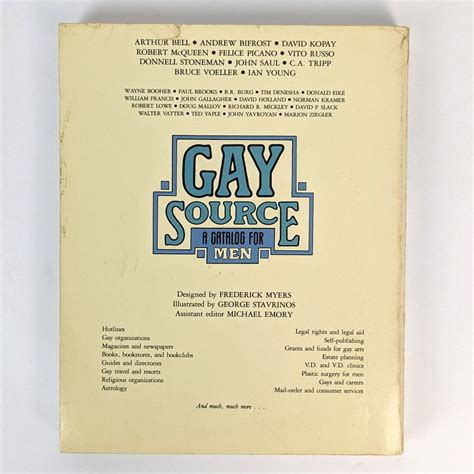 ARTHUR BELL • ANDREW BIFROST • DAVID KOPAY
ROBERT McQUEEN • FELICE PICANO • VITO RUSSO
DONNELL STONEMAN • JOHN SAUL • C.A. TRIPP
BRUCE VOELLER • IAN YOUNG
WAYNE BOOHER • PAUL BROOKS • B.R. BURG • TIM DENESHA • DONALD EIKE
WILLIAM FRANCIS • JOHN GALLAGHER • DAVID HOLLAND • NORMAN KRAMER
ROBERT LOWE • DOUG MALLOY • RICHARD R. MICKLEY • DAVID P. SLACK
WALTER VATTER • TED YAPLE • JOHN YAVROYAN • MARION ZIEGLER
GAY
SOURCE
A CATALOG FOR
MEN
Designed by FREDERICK MYERS
Illustrated by GEORGE STAVRINOS
Assistant editor MICHAEL EMORY
Hotlines
Gay organizations
Magazines and newspapers
Books, bookstores, and bookclubs
Guides and directories
Gay travel and resorts
Religious organizations
Astrology
Legal rights and legal aid
Self-publishing
Grants and funds for gay arts
Estate planning
V.D. and V.D. clinics
Plastic surgery for men
Gays and careers
Mail-order and consumer services
And much, much more . . .